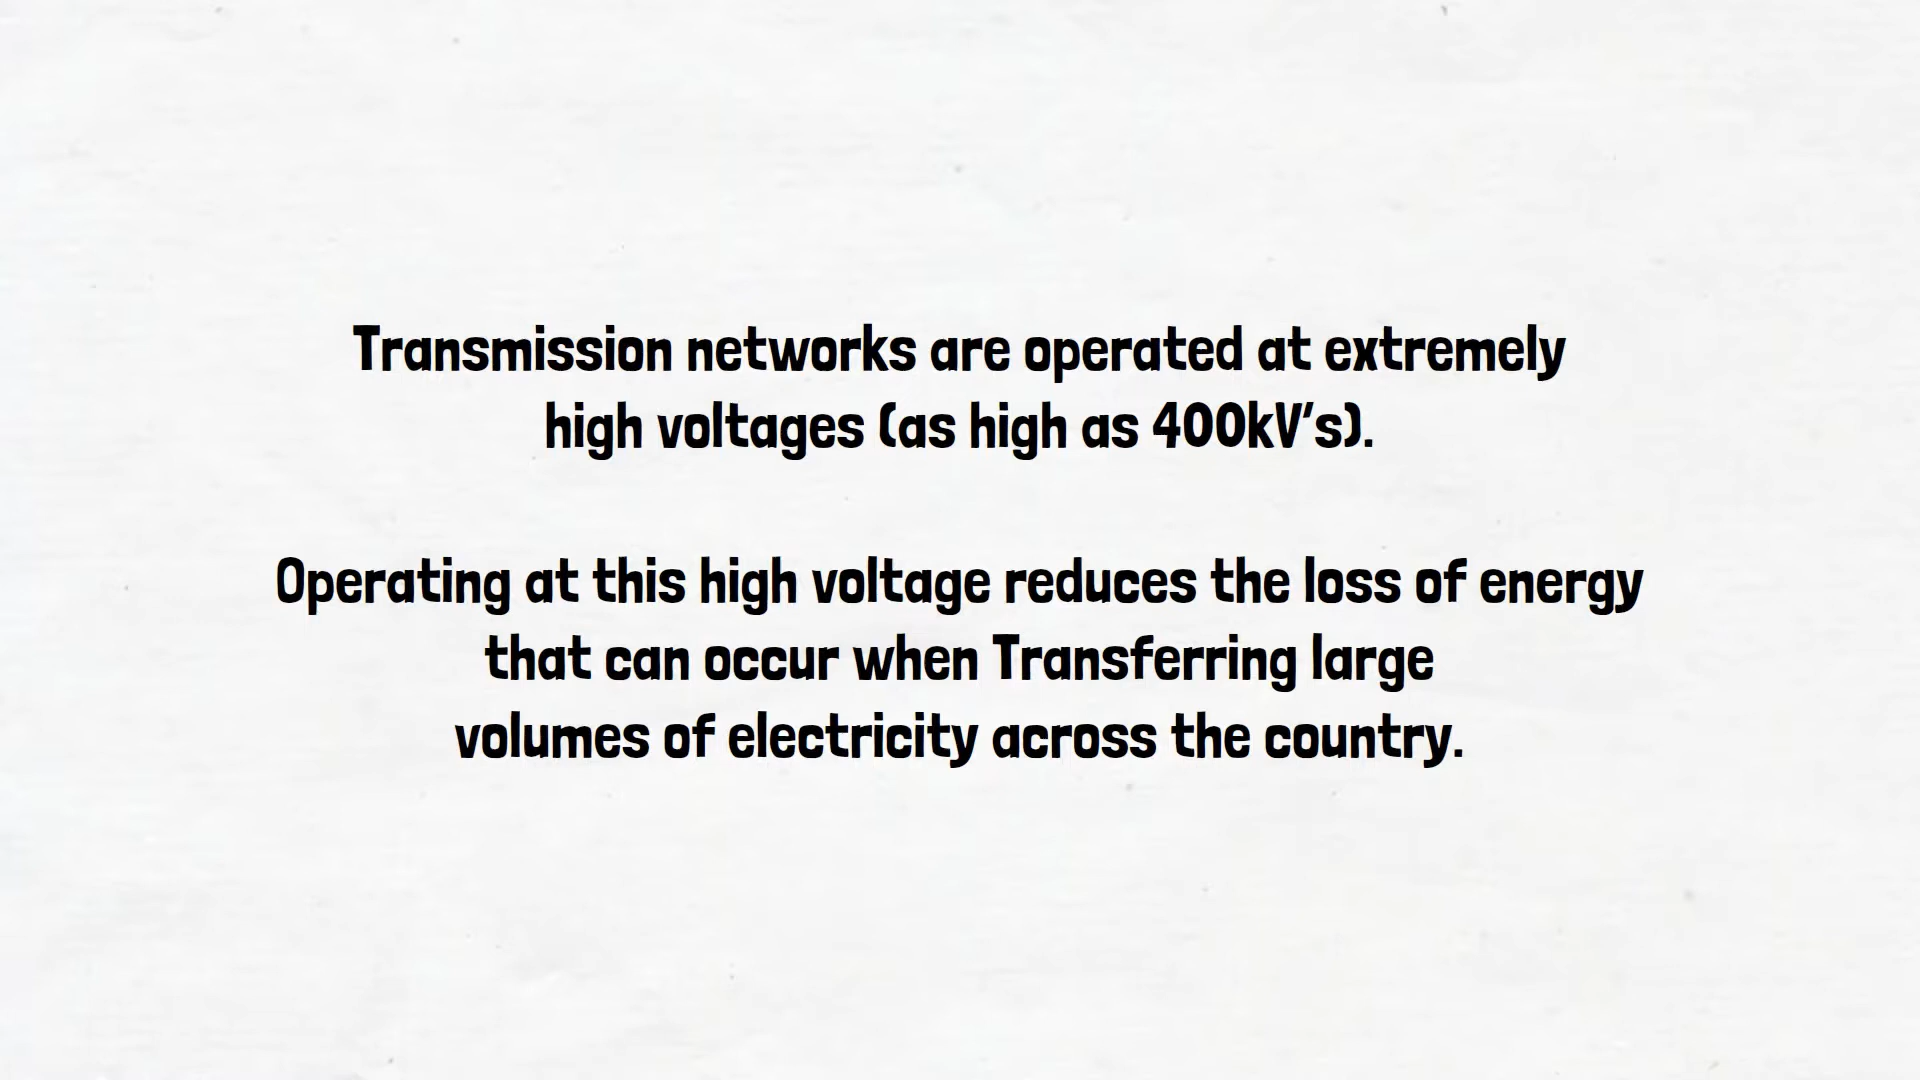 Transmission networks are operated at extremely
high voltages (as high as 400kV's).
Operating at this high voltage reduces the loss of energy
that can occur when Transferring large
volumes of electricity across the country.